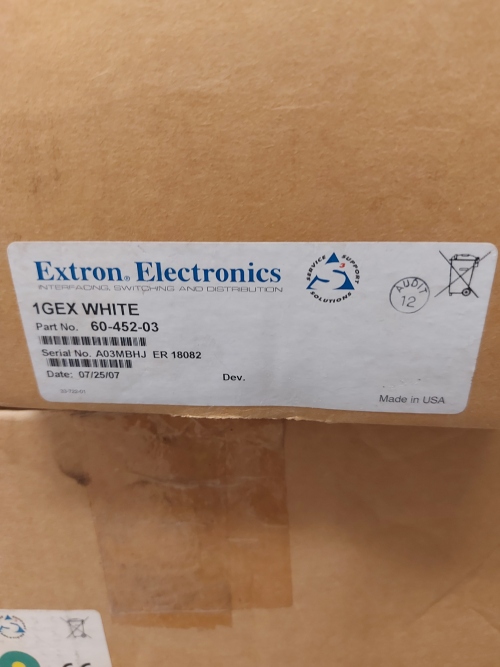 Extron® Electronics
INTERFACING, SWITCHING AND DISTRIBUTION
SERVICE SUPPORT SOLUTIONS
AUDIT
12
1GEX WHITE
Part No. 60-452-03
Serial No. A03MBHJ ER 18082
Date: 07/25/07
Dev.
Made in USA